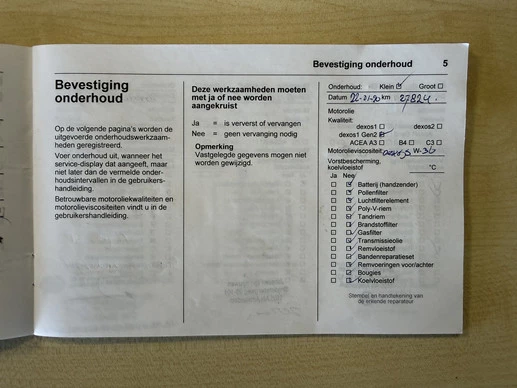 Bevestiging onderhoud 5
Bevestiging
onderhoud
Op de volgende pagina's worden de
uitgevoerde onderhoudswerkzaam-
heden geregistreerd.
Voer onderhoud uit, wanneer het
service-display dat aangeeft, maar
niet later dan de vermelde onder-
houdsintervallen in de gebruikers-
handleiding.
Betrouwbare motoroliekwaliteiten en
motorolieviscositeiten vindt u in de
gebruikershandleiding.
Deze werkzaamheden moeten
met ja of nee worden
aangekruist
Ja = is ververst of vervangen
Nee = geen vervanging nodig
Opmerking
Vastgelegde gegevens mogen niet
worden gewijzigd.
Onderhoud: Klein ☑ Groot ☐
Datum km 27824.
Motorolie
Kwaliteit:
dexos1 ☐ dexos2 ☐
dexos1 Gen2 ☑
ACEA A3 ☐ B4 ☐ C3 ☐
Motorolieviscositeit W-30
Vorstbescherming,
koelvloeistof °C
Ja Nee
☐ ☑ Batterij (handzender)
☐ ☑ Pollenfilter
☐ ☑ Luchtfilterelement
☐ ☑ Poly-V-riem
☐ ☑ Tandriem
☐ ☑ Brandstoffilter
☐ ☑ Gasfilter
☐ ☑ Transmissieolie
☐ ☑ Remvloeistof
☐ ☑ Bandenreparatieset
☐ ☑ Remvoeringen voor/achter
☐ ☑ Bougies
☐ ☑ Koelvloeistof
Stempel en handtekening van
de erkende reparateur